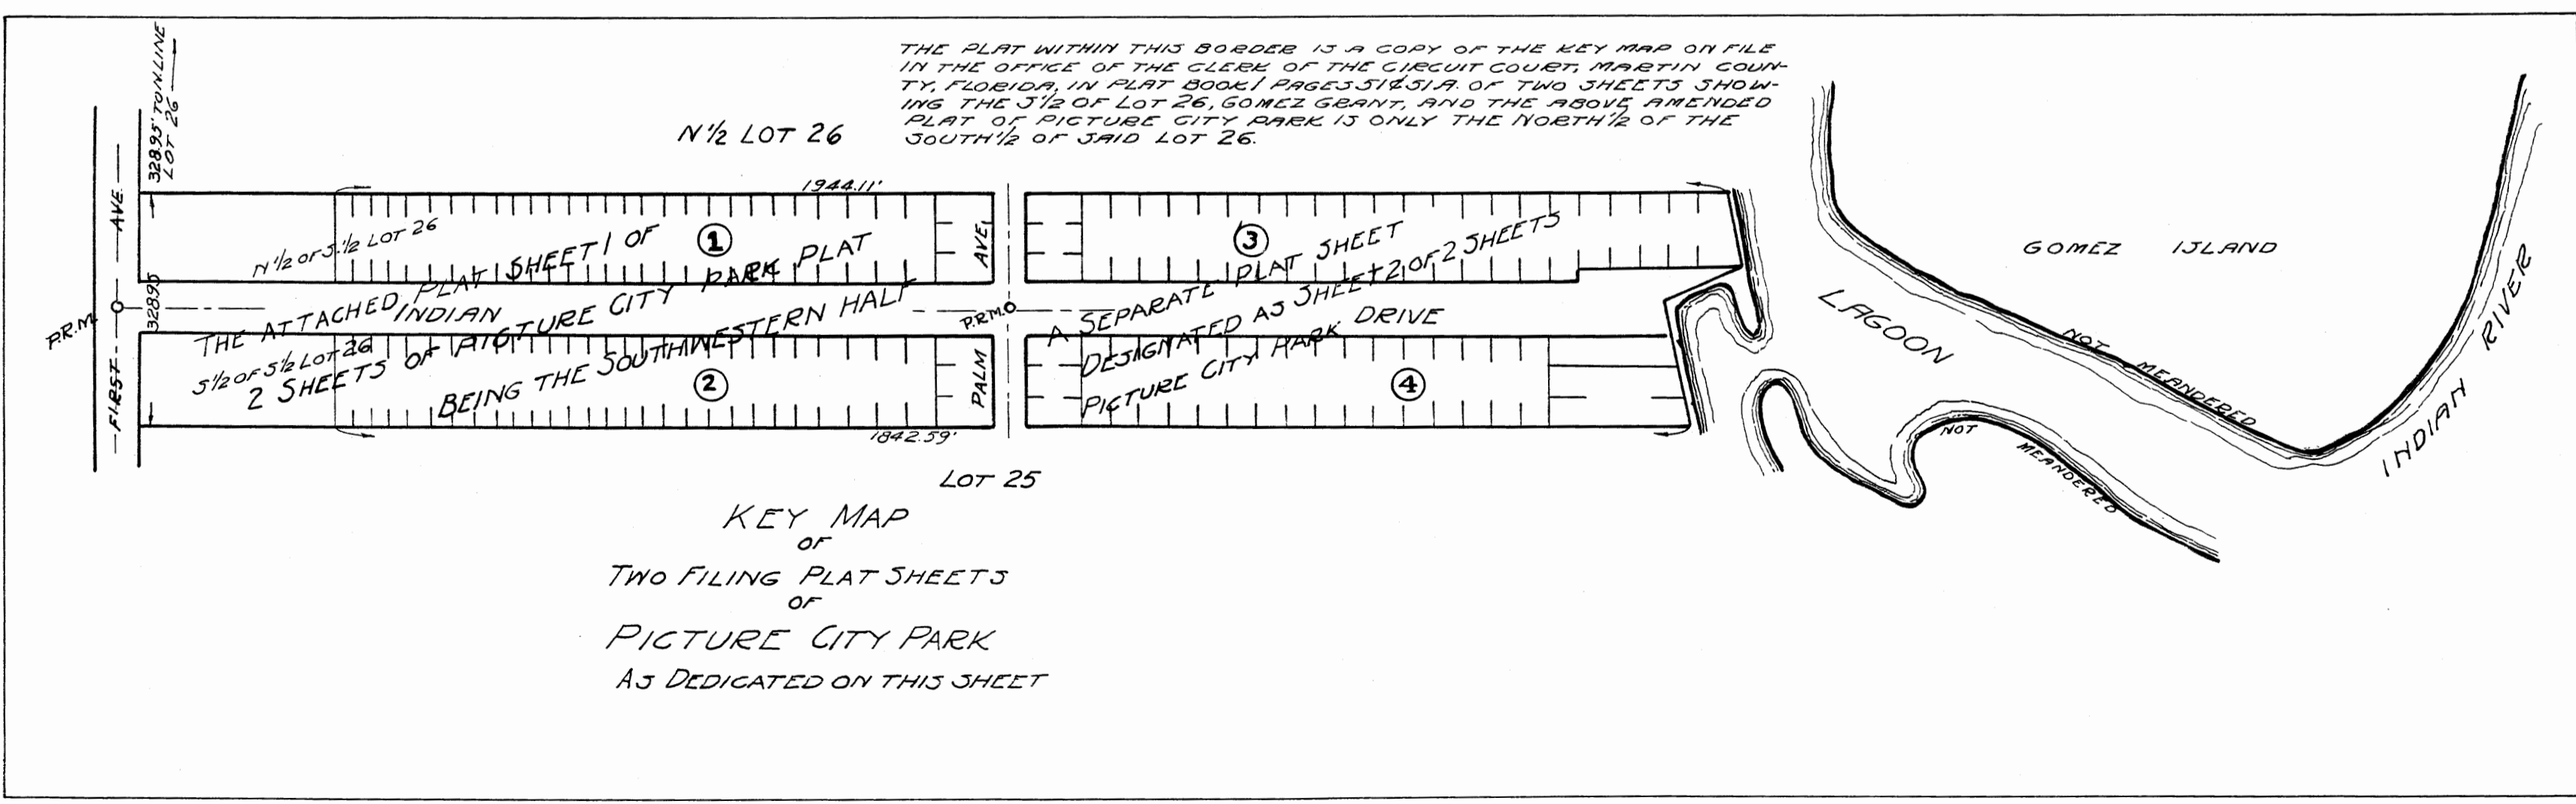 THE PLAT WITHIN THIS BORDER IS A COPY OF THE KEY MAP ON FILE
IN THE OFFICE OF THE CLERK OF THE CIRCUIT COURT, MARTIN COUN-
TY, FLORIDA, IN PLAT BOOK 1 PAGES 51 & 51A. OF TWO SHEETS SHOW-
ING THE S½ OF LOT 26, GOMEZ GRANT, AND THE ABOVE AMENDED
PLAT OF PICTURE CITY PARK IS ONLY THE NORTH ½ OF THE
SOUTH ½ OF SAID LOT 26.
328.95' TO N. LINE
LOT 26
N½ LOT 26
1944.11'
FIRST AVE.
328.95
P.R.M.
N½ OF S.½ LOT 26
1
THE ATTACHED PLAT SHEET 1 OF
2 SHEETS OF PICTURE CITY PARK PLAT
BEING THE SOUTHWESTERN HALF
INDIAN
S½ OF S½ LOT 26
2
PALM AVE.
P.R.M.
3
A SEPARATE PLAT SHEET
DESIGNATED AS SHEET 2 OF 2 SHEETS
PICTURE CITY PARK
DRIVE
4
1842.59'
LOT 25
GOMEZ ISLAND
LAGOON
NOT MEANDERED
NOT MEANDERED
INDIAN RIVER
KEY MAP
OF
TWO FILING PLAT SHEETS
OF
PICTURE CITY PARK
AS DEDICATED ON THIS SHEET